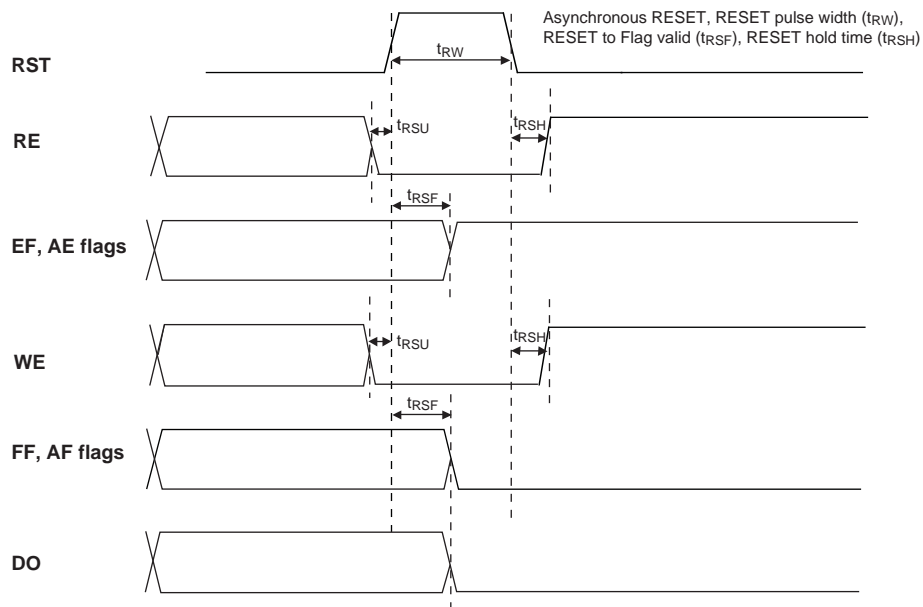 Asynchronous RESET, RESET pulse width (tRW),
RESET to Flag valid (tRSF), RESET hold time (tRSH)
tRW
RST
tRSU
tRSH
RE
tRSF
EF, AE flags
tRSU
tRSH
WE
tRSF
FF, AF flags
DO